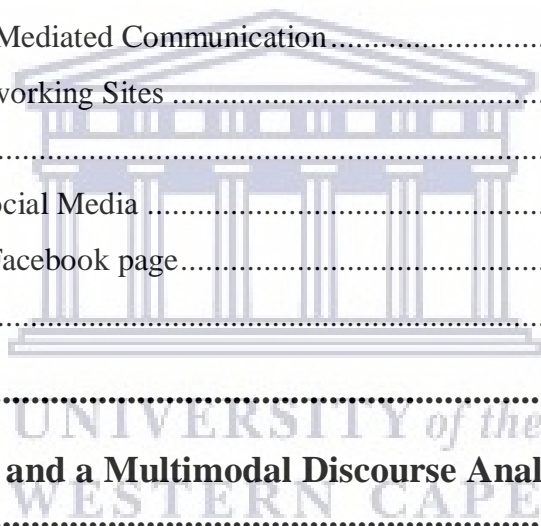 Mediated Communication........................
working Sites .......................................
.........................................................
ocial Media ..........................................
Facebook page......................................
.........................................................
.........................................................
UNIVERSITY of the
and a Multimodal Discourse Anal
WESTERN CAPE
.........................................................